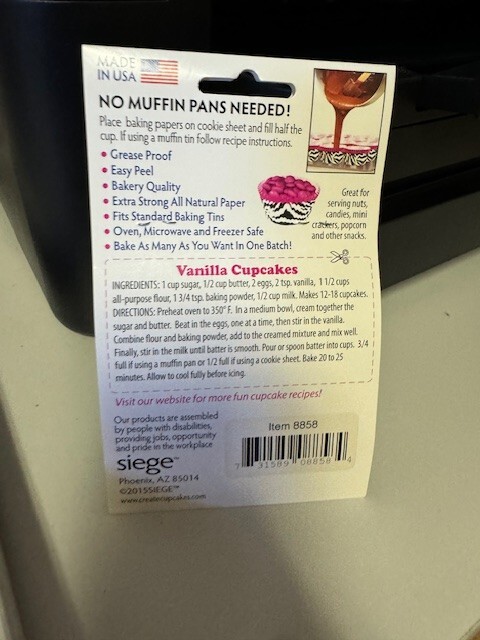 MADE
IN USA
NO MUFFIN PANS NEEDED!
Place baking papers on cookie sheet and fill half the
cup. If using a muffin tin follow recipe instructions.
• Grease Proof
• Easy Peel
• Bakery Quality
• Extra Strong All Natural Paper
• Fits Standard Baking Tins
• Oven, Microwave and Freezer Safe
• Bake As Many As You Want In One Batch!
Great for
serving nuts,
candies, mini
crackers, popcorn
and other snacks.
Vanilla Cupcakes
INGREDIENTS: 1 cup sugar, 1/2 cup butter, 2 eggs, 2 tsp. vanilla, 1 1/2 cups
all-purpose flour, 1 3/4 tsp. baking powder, 1/2 cup milk. Makes 12-18 cupcakes.
DIRECTIONS: Preheat oven to 350° F. In a medium bowl, cream together the
sugar and butter. Beat in the eggs, one at a time, then stir in the vanilla.
Combine flour and baking powder, add to the creamed mixture and mix well.
Finally, stir in the milk until batter is smooth. Pour or spoon batter into cups. 3/4
full if using a muffin pan or 1/2 full if using a cookie sheet. Bake 20 to 25
minutes. Allow to cool fully before icing.
Visit our website for more fun cupcake recipes!
Our products are assembled
by people with disabilities,
providing jobs, opportunity
and pride in the workplace
siege™
Phoenix, AZ 85014
©2015SIEGE™
www.createcupcakes.com
Item 8858
7 31589 08858 4